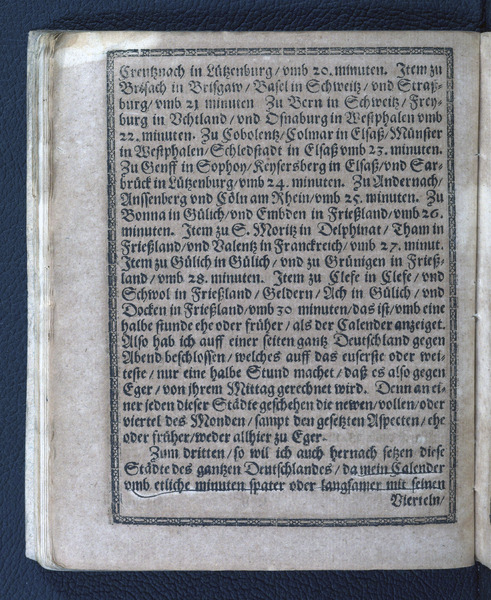 Creutznach in Lützenburg/vmb 20. minuten. Item zu
Brisach in Brisgaw/Basel in Schweitz/vnd Straß-
burg/vmb 21 minuten Zu Bern in Schweitz/Frey-
burg in Vchtland/vnd Osnaburg in Westphalen vmb
22. minuten. Zu Cobolentz/Colmar in Elsaß/Münster
in Westphalen/Schledstadt in Elsaß vmb 23. minuten.
Zu Genff in Sophoy/Keysersberg in Elsaß/vnd Sar-
brück in Lützenburg/vmb 24. minuten. Zu Andernach/
Anssenberg vnd Cöln am Rhein/vmb 25. minuten. Zu
Bonna in Gülich/vnd Embden in Frießland/vmb 26.
minuten. Item zu S. Moritz in Delphinat/Tham in
Frießland/vnd Valentz in Franckreich/vmb 27. minut.
Item zu Gülich in Gülich/vnd zu Grünigen in Frieß-
land/vmb 28. minuten. Item zu Clefe in Clefe/vnd
Schwol in Frießland/Geldern/Ach in Gülich/vnd
Docken in Frießland/vmb 30 minuten/das ist/vmb eine
halbe stunde ehe oder früher/als der Calender anzeiget.
Also hab ich auff einer seiten gantz Deutschland gegen
Abend beschlossen/welches auff das euserste oder wei-
teste/nur eine halbe Stund machet/daß es also gegen
Eger/von jhrem Mittag gerechnet wird. Denn an ei-
ner jeden dieser Städte geschehen die newen/vollen/oder
viertel des Monden/sampt den gesetzten Aspecten/ehe
oder früher/weder allhier zu Eger.
Zum dritten/so wil ich auch hernach setzen diese
Städte des gantzen Deutschlandes/da mein Calender
vmb etliche minuten später oder langsamer mit seinen
Vierteln/